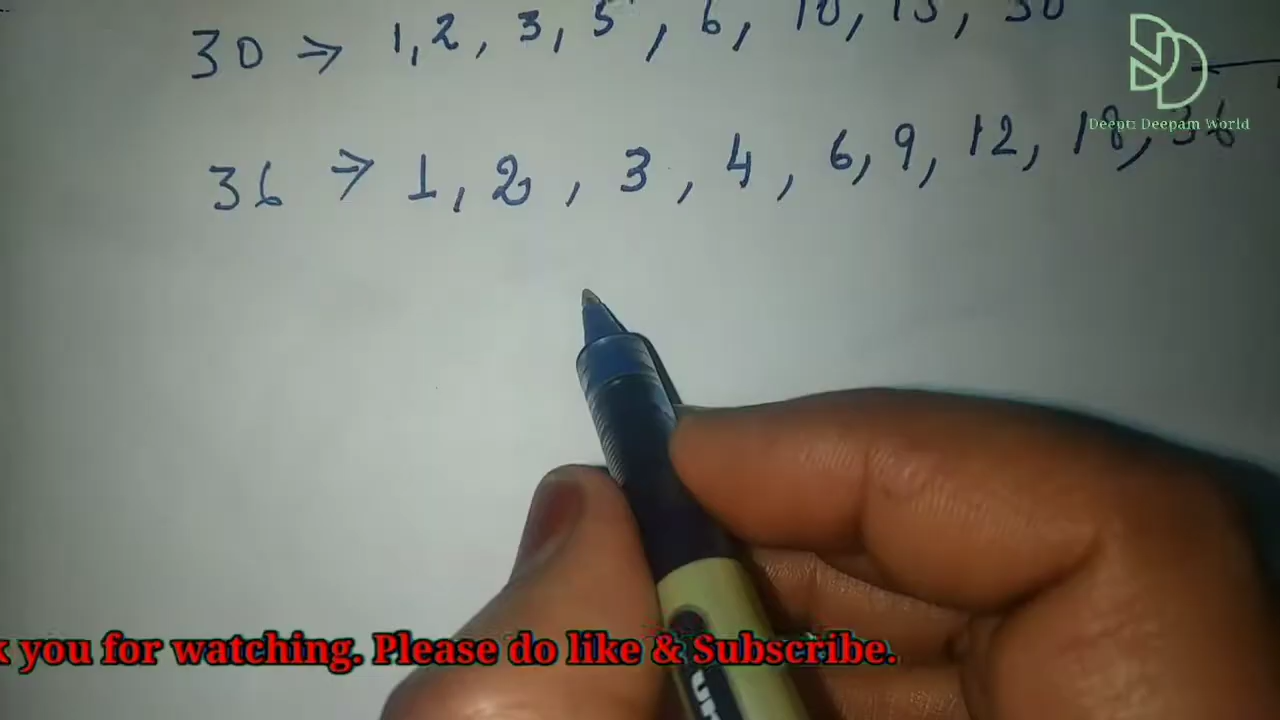 30 ⇒ 1, 2, 3, 5, 6, 10, 15, 30
Deepti Deepam World
36 ⇒ 1, 2, 3, 4, 6, 9, 12, 18, 36
you for watching. Please do like & Subscribe.